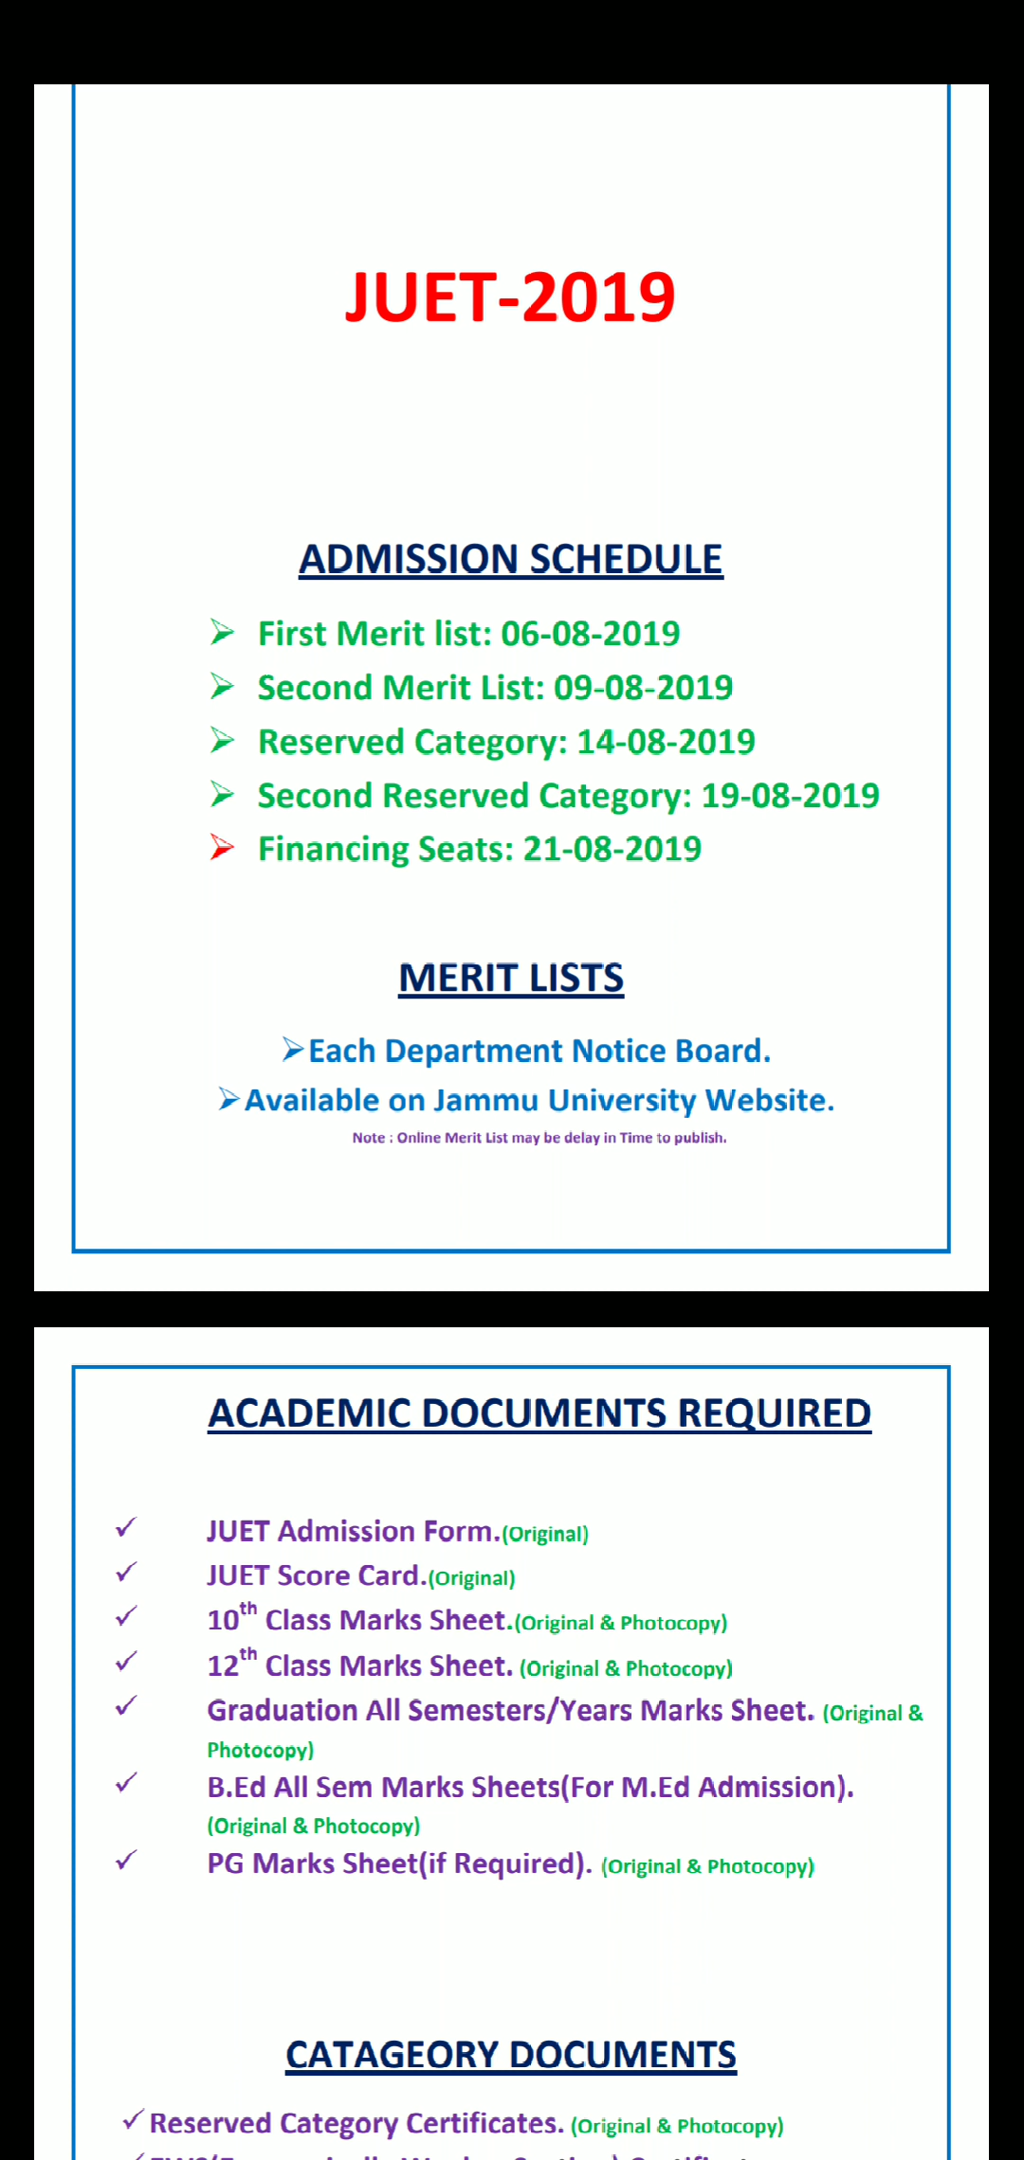 JUET-2019
ADMISSION SCHEDULE
First Merit list: 06-08-2019
Second Merit List: 09-08-2019
Reserved Category: 14-08-2019
Second Reserved Category: 19-08-2019
Financing Seats: 21-08-2019
MERIT LISTS
Each Department Notice Board.
Available on Jammu University Website.
Note : Online Merit List may be delay in Time to publish.
ACADEMIC DOCUMENTS REQUIRED
JUET Admission Form.(Original)
JUET Score Card.(Original)
10th Class Marks Sheet.(Original & Photocopy)
12th Class Marks Sheet. (Original & Photocopy)
Graduation All Semesters/Years Marks Sheet. (Original &
Photocopy)
B.Ed All Sem Marks Sheets(For M.Ed Admission).
(Original & Photocopy)
PG Marks Sheet(if Required). (Original & Photocopy)
CATAGEORY DOCUMENTS
Reserved Category Certificates. (Original & Photocopy)